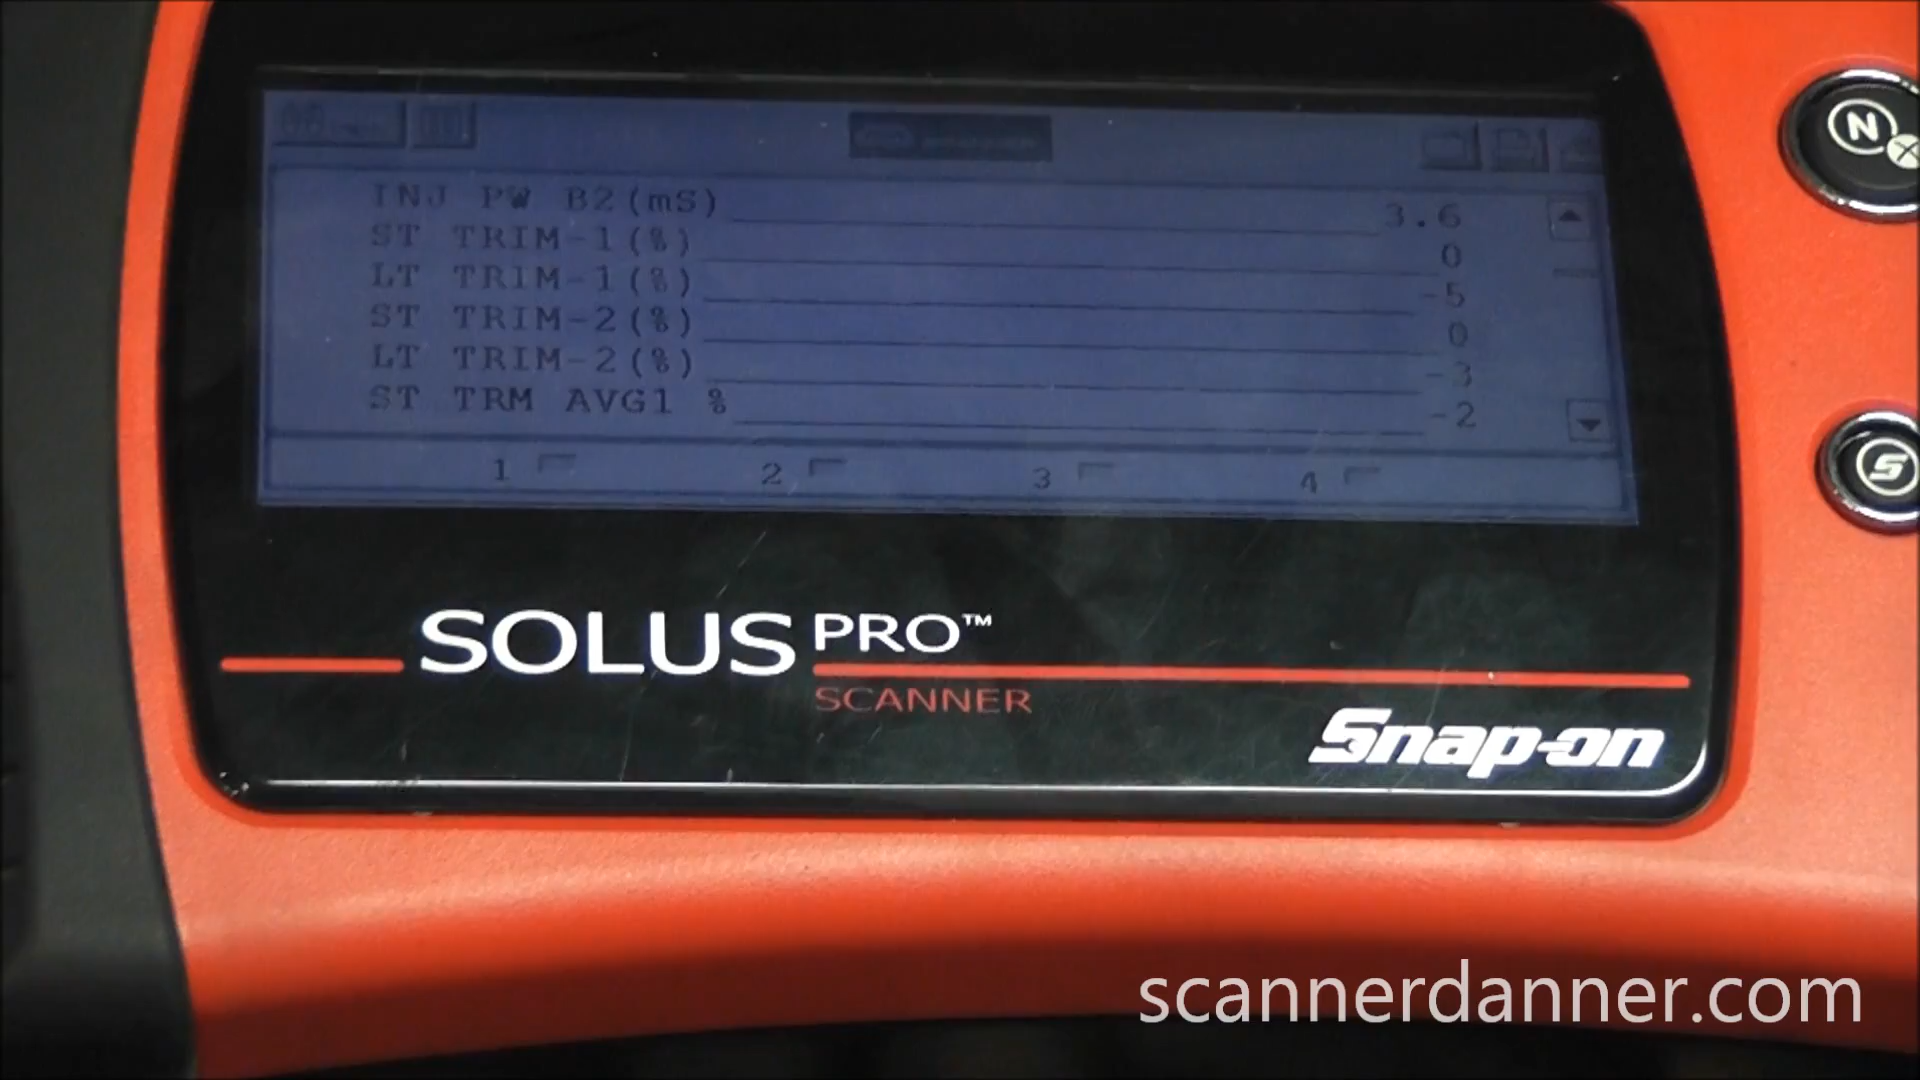 INJ PW B2(mS) 3.6
ST TRIM-1(%) 0
LT TRIM-1(%) -5
ST TRIM-2(%) 0
LT TRIM-2(%) -3
ST TRM AVG1 % -2
1 2 3 4
N X
S
SOLUS PRO™
SCANNER
Snap-on
scannerdanner.com